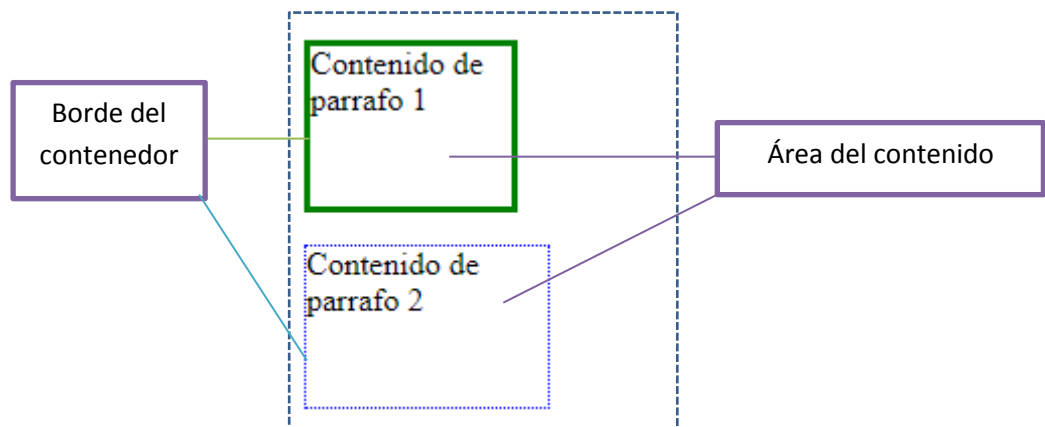 Contenido de
parrafo 1
Borde del
contenedor
Área del contenido
Contenido de
parrafo 2